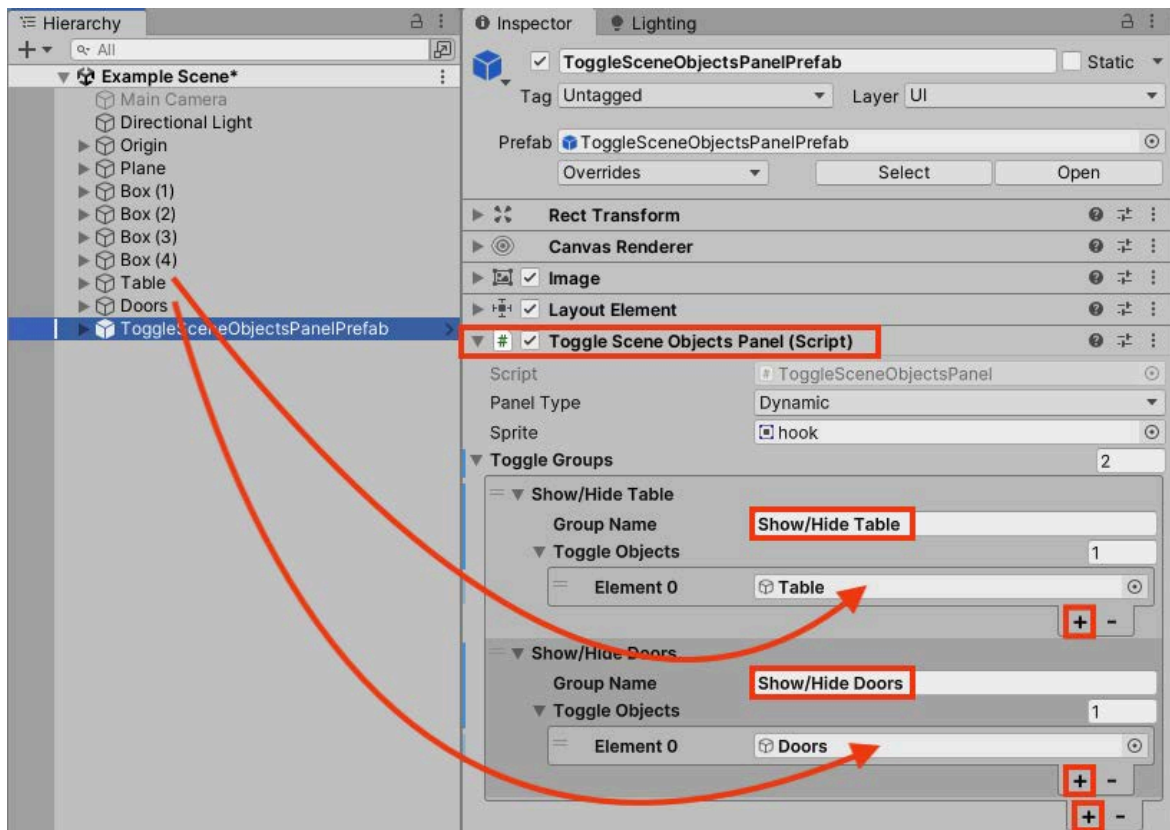 Hierarchy
All
Example Scene*
Main Camera
Directional Light
Origin
Plane
Box (1)
Box (2)
Box (3)
Box (4)
Table
Doors
ToggleSceneObjectsPanelPrefab
Inspector Lighting
ToggleSceneObjectsPanelPrefab Static
Tag Untagged Layer UI
Prefab ToggleSceneObjectsPanelPrefab
Overrides Select Open
Rect Transform
Canvas Renderer
Image
Layout Element
# Toggle Scene Objects Panel (Script)
Script # ToggleSceneObjectsPanel
Panel Type Dynamic
Sprite hook
Toggle Groups 2
Show/Hide Table
Group Name Show/Hide Table
Toggle Objects 1
Element 0 Table
+ -
Show/Hide Doors
Group Name Show/Hide Doors
Toggle Objects 1
Element 0 Doors
+ -
+ -